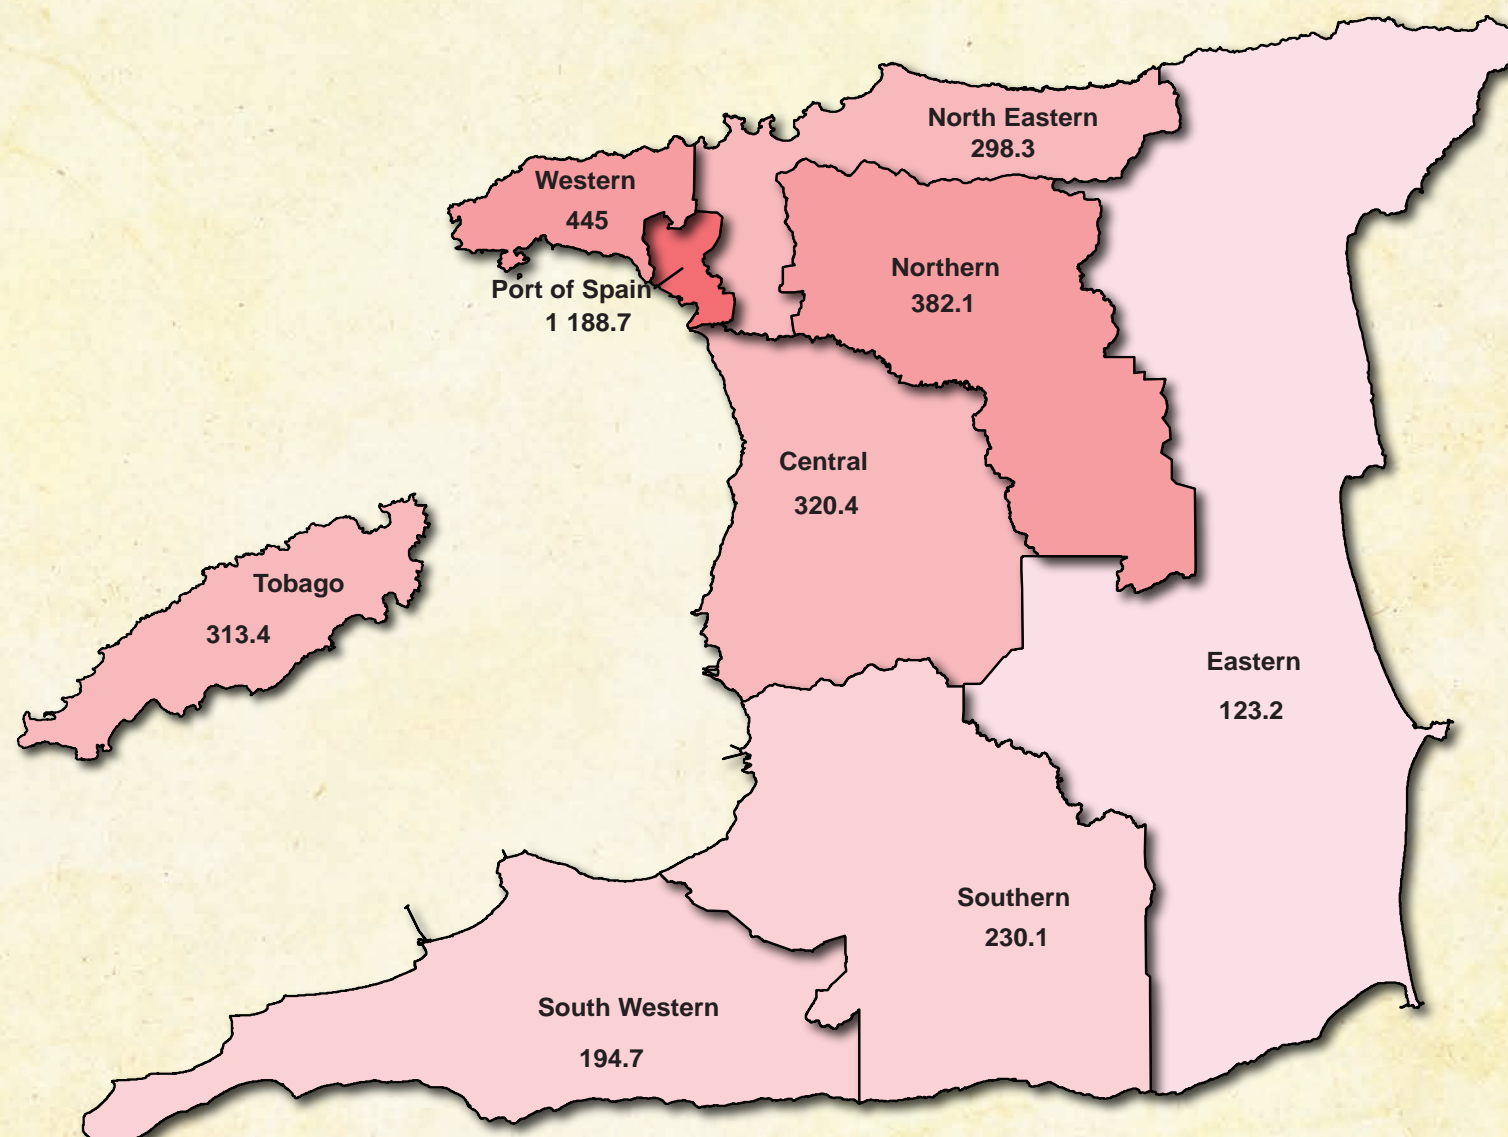 North Eastern
298.3
Western
445
Port of Spain
1 188.7
Northern
382.1
Central
320.4
Tobago
313.4
Eastern
123.2
Southern
230.1
South Western
194.7